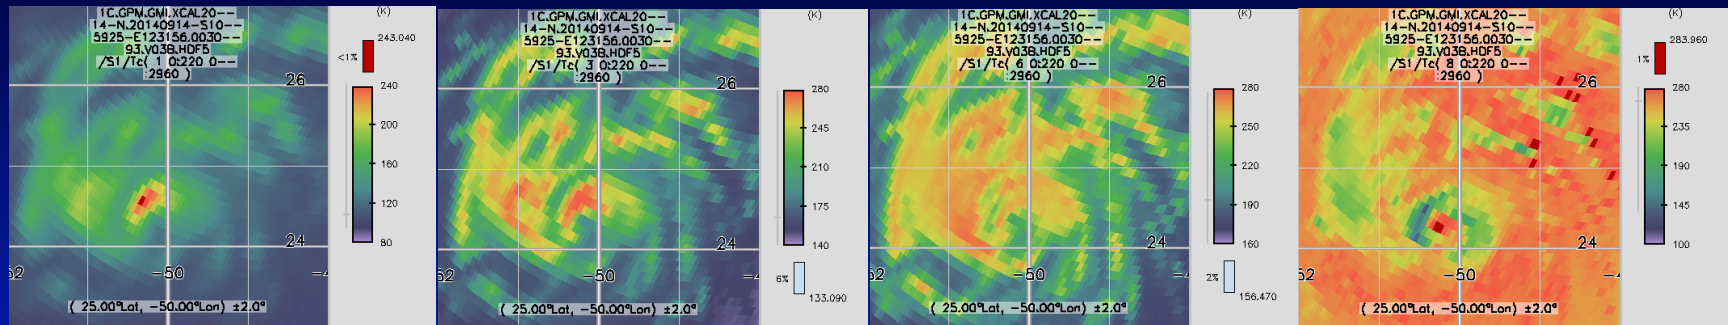 1C.GPM.GMI.XCAL20--
14-N.20140914-S10--
5925-E123156.0030--
93.V03B.HDF5
/S1/Tc( 1 0:220 0--
:2960 )
26
24
-50
( 25.00°Lat, -50.00°Lon) ±2.0°
(K)
243.040
<1%
240
200
160
120
80
1C.GPM.GMI.XCAL20--
14-N.20140914-S10--
5925-E123156.0030--
93.V03B.HDF5
/S1/Tc( 3 0:220 0--
:2960 )
26
24
-50
( 25.00°Lat, -50.00°Lon) ±2.0°
(K)
280
245
210
175
140
6%
133.090
1C.GPM.GMI.XCAL20--
14-N.20140914-S10--
5925-E123156.0030--
93.V03B.HDF5
/S1/Tc( 6 0:220 0--
:2960 )
26
24
-50
( 25.00°Lat, -50.00°Lon) ±2.0°
(K)
280
250
220
190
160
2%
156.470
1C.GPM.GMI.XCAL20--
14-N.20140914-S10--
5925-E123156.0030--
93.V03B.HDF5
/S1/Tc( 8 0:220 0--
:2960 )
26
24
-50
( 25.00°Lat, -50.00°Lon) ±2.0°
(K)
283.960
1%
280
235
190
145
100